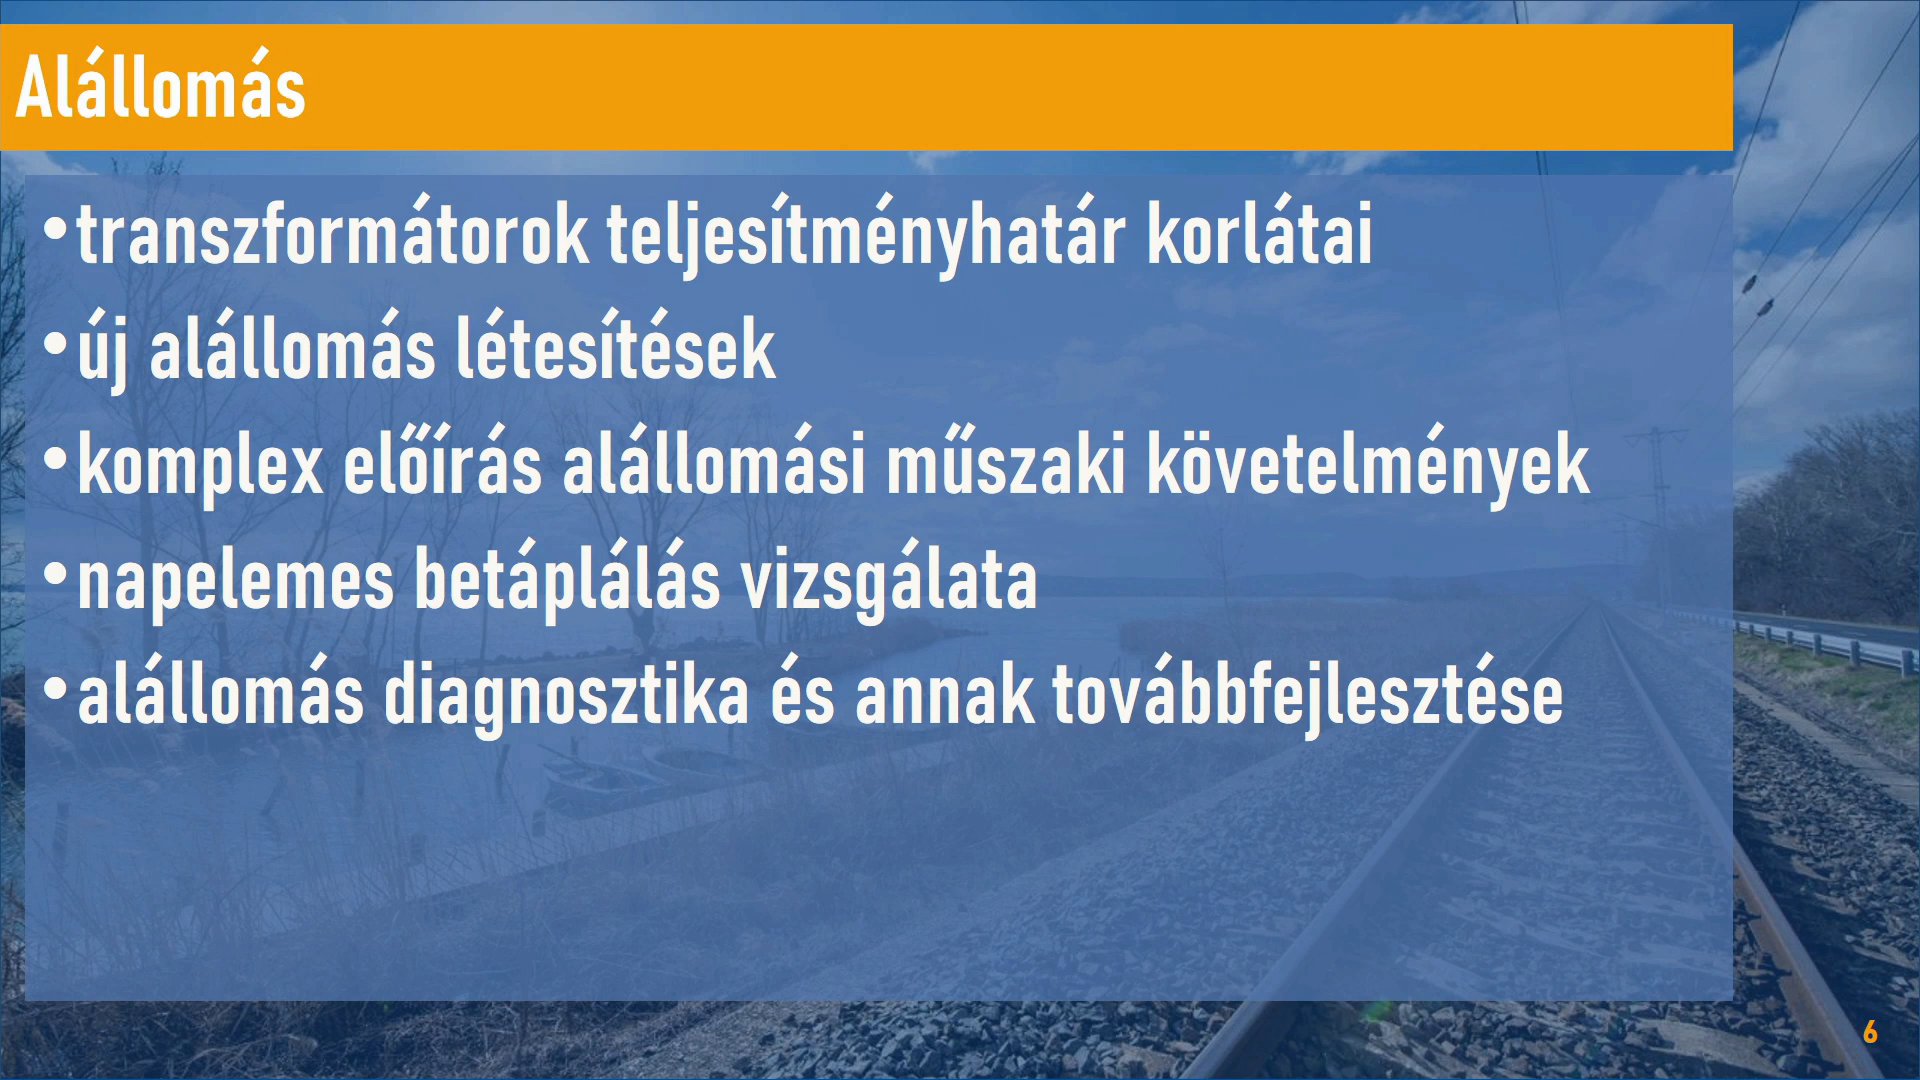 Alállomás
•transzformátorok teljesítményhatár korlátai
•új alállomás létesítések
•komplex előírás alállomási műszaki követelmények
•napelemes betáplálás vizsgálata
•alállomás diagnosztika és annak továbbfejlesztése
6